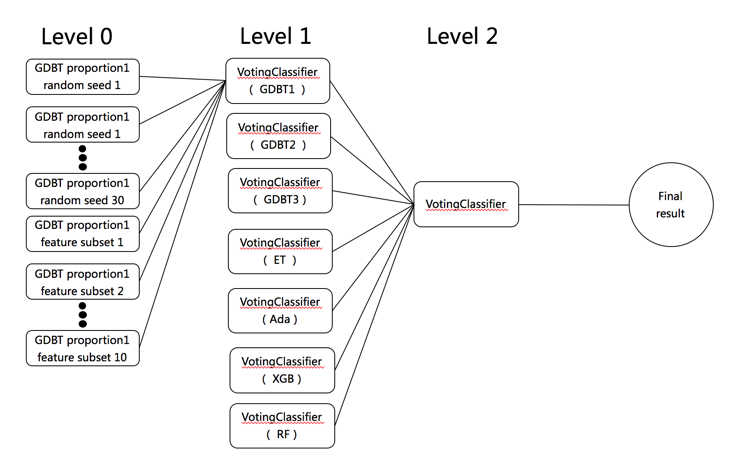 Level 0
Level 1
Level 2
GDBT proportion1
random seed 1
GDBT proportion1
random seed 1
GDBT proportion1
random seed 30
GDBT proportion1
feature subset 1
GDBT proportion1
feature subset 2
GDBT proportion1
feature subset 10
VotingClassifier
( GDBT1 )
VotingClassifier
( GDBT2 )
VotingClassifier
( GDBT3 )
VotingClassifier
( ET )
VotingClassifier
( Ada )
VotingClassifier
( XGB )
VotingClassifier
( RF )
VotingClassifier
Final
result